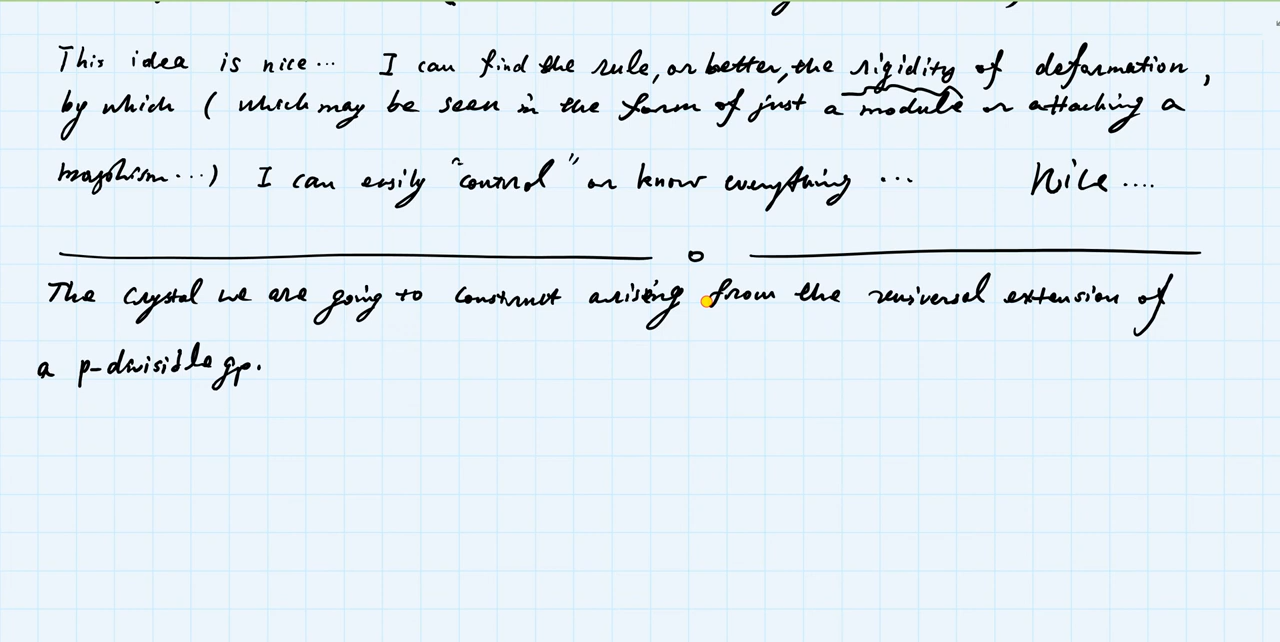 This idea is nice... I can find the rule, or better, the rigidity of deformation,
by which ( which may be seen in the form of just a module or attaching a
morphism...) I can easily "control" or know everything ... Nice ....
The crystal we are going to construct arising from the universal extension of
a p-divisible gp.